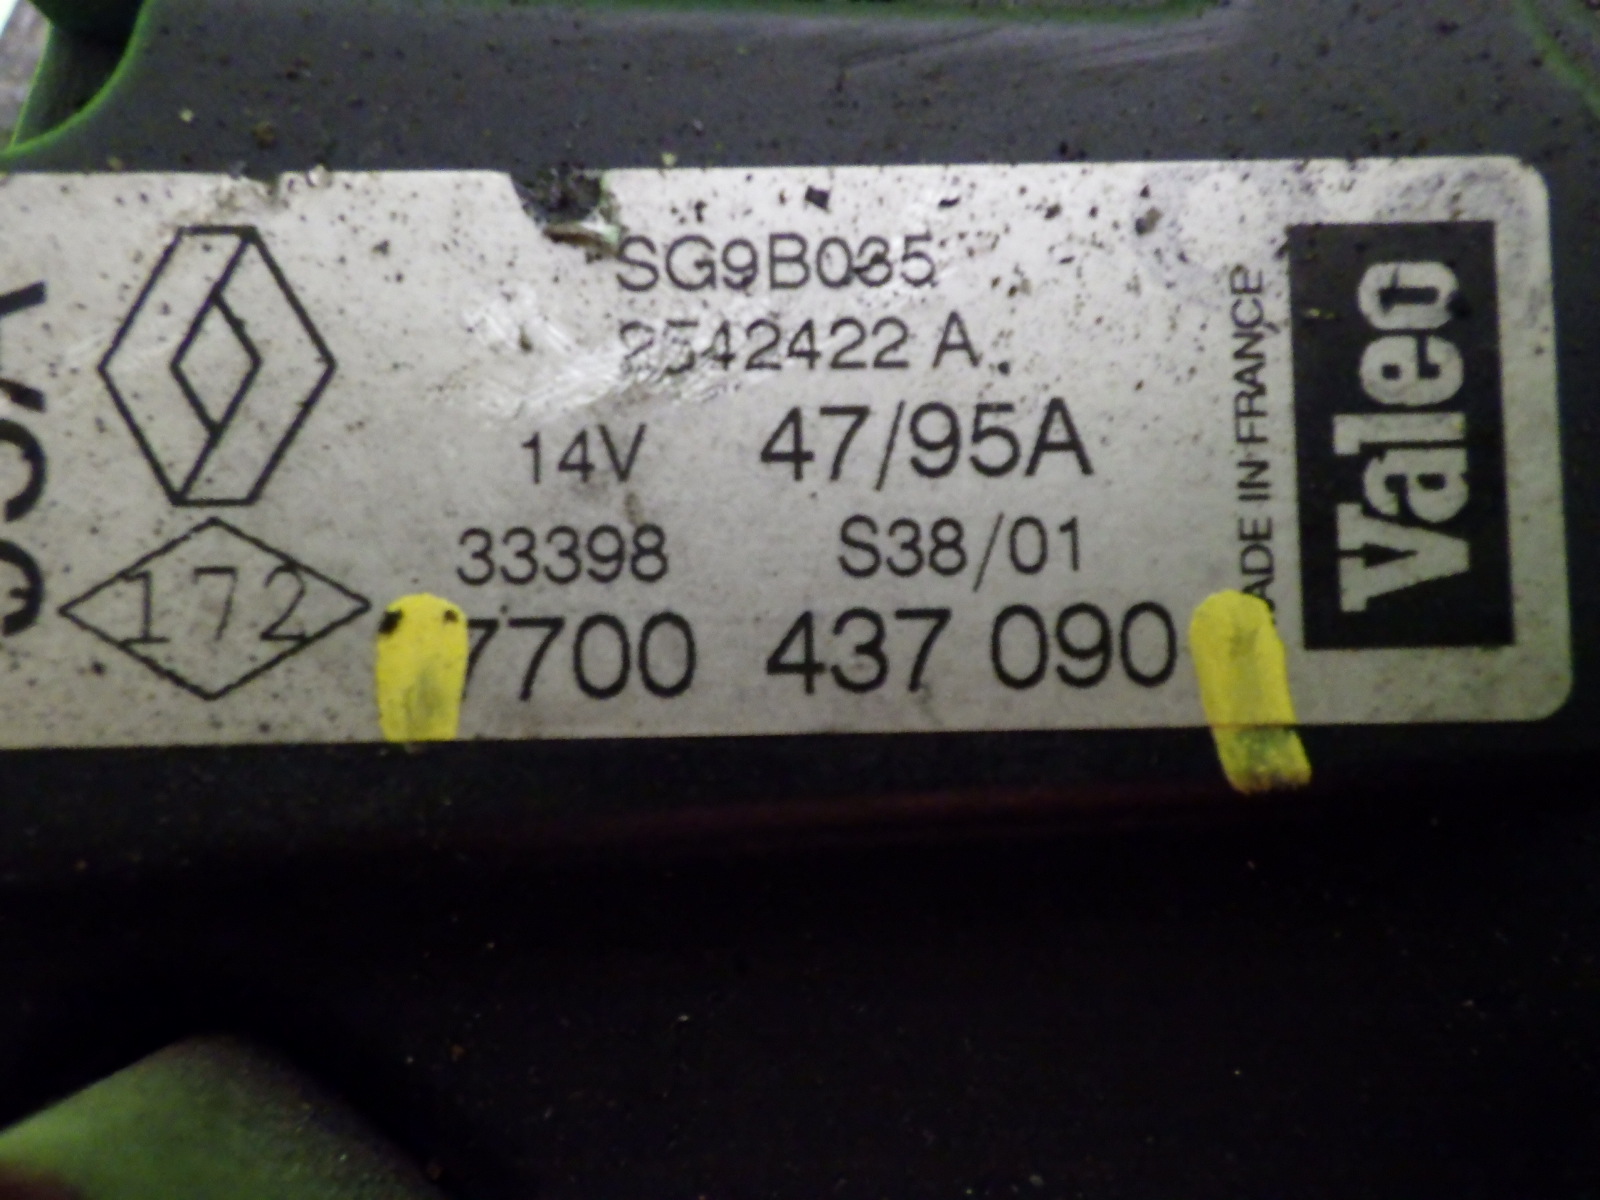 SG9B035
2542422 A
14V 47/95A
33398 S38/01
7700 437 090
172
MADE IN FRANCE
Valeo